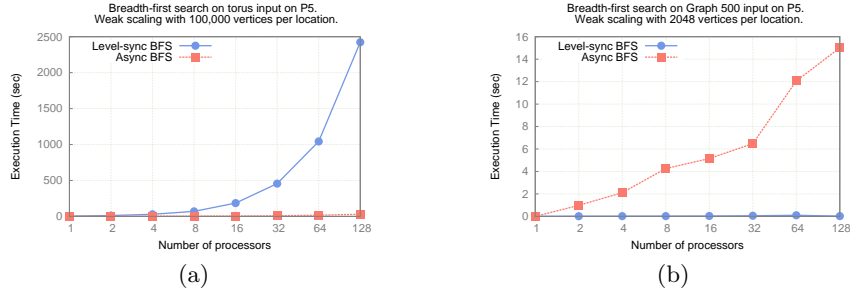 Breadth-first search on torus input on P5.
Weak scaling with 100,000 vertices per location.
Level-sync BFS
Async BFS
Execution Time (sec)
2500
2000
1500
1000
500
0
1 2 4 8 16 32 64 128
Number of processors
(a)
Breadth-first search on Graph 500 input on P5.
Weak scaling with 2048 vertices per location.
Level-sync BFS
Async BFS
Execution Time (sec)
16
14
12
10
8
6
4
2
0
1 2 4 8 16 32 64 128
Number of processors
(b)